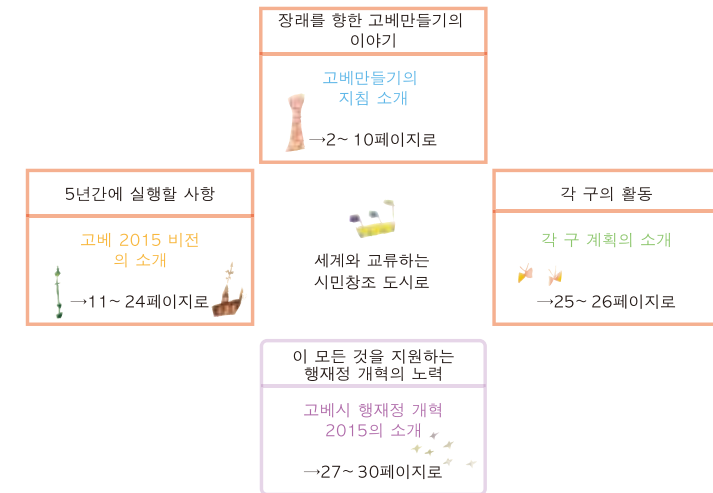 장래를 향한 고베만들기의
이야기
고베만들기의
지침 소개
→2~ 10페이지로
5년간에 실행할 사항
고베 2015 비전
의 소개
→11~ 24페이지로
세계와 교류하는
시민창조 도시로
각 구의 활동
각 구 계획의 소개
→25~ 26페이지로
이 모든 것을 지원하는
행재정 개혁의 노력
고베시 행재정 개혁
2015의 소개
→27~ 30페이지로